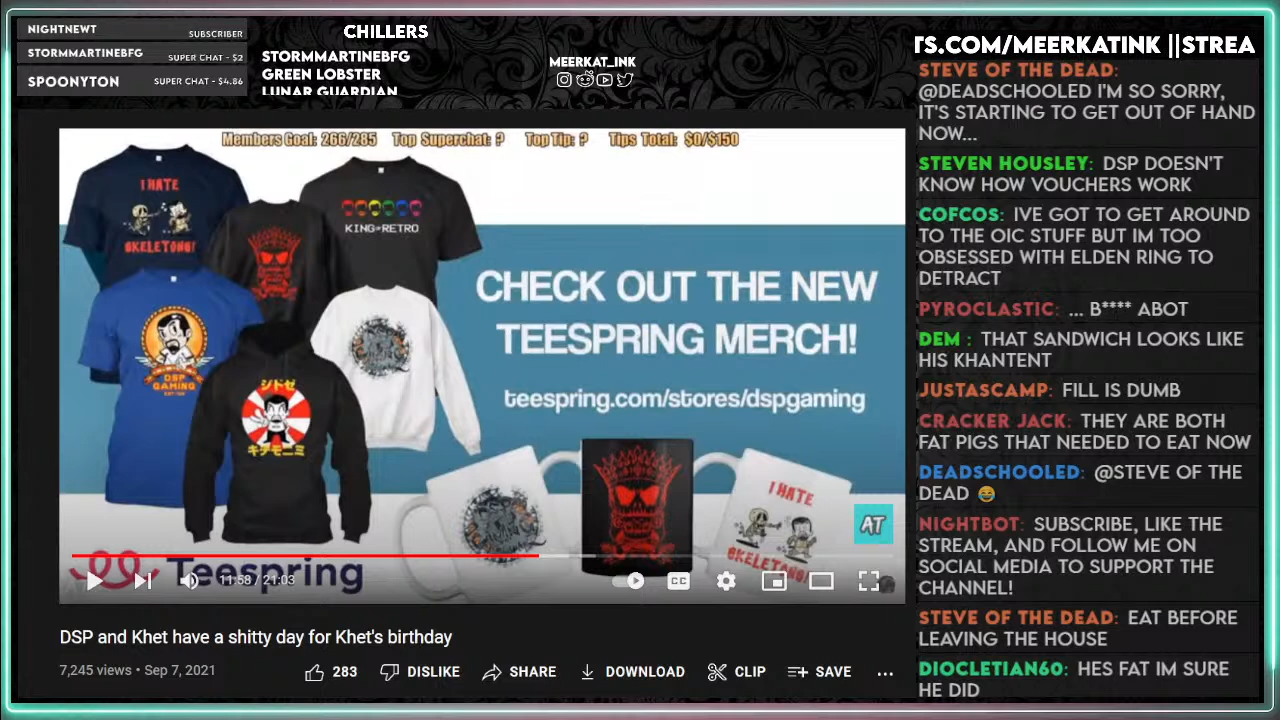 NIGHTNEWT SUBSCRIBER
STORMMARTINEBFG SUPER CHAT - $2
SPOONYTON SUPER CHAT - $4.86
CHILLERS
STORMMARTINEBFG
GREEN LOBSTER
LUNAR GUARDIAN
MEERKAT_INK
TS.COM/MEERKATINK ||STREA
Members Goal: 266/285 Top Superchat: ? Top Tip: ? Tips Total: $0/$150
I HATE
SKELETONS!
KING OF RETRO
DSP
GAMING
シドゼ
キチモニミ
CHECK OUT THE NEW
TEESPRING MERCH!
teespring.com/stores/dspgaming
I HATE
SKELETONS!
AT
Teespring
11:58 / 21:03
CC
DSP and Khet have a shitty day for Khet's birthday
7,245 views • Sep 7, 2021
283 DISLIKE SHARE DOWNLOAD CLIP SAVE ...
STEVE OF THE DEAD:
@DEADSCHOOLED I'M SO SORRY,
IT'S STARTING TO GET OUT OF HAND
NOW...
STEVEN HOUSLEY: DSP DOESN'T
KNOW HOW VOUCHERS WORK
COFCOS: IVE GOT TO GET AROUND
TO THE OIC STUFF BUT IM TOO
OBSESSED WITH ELDEN RING TO
DETRACT
PYROCLASTIC: ... B**** ABOT
DEM : THAT SANDWICH LOOKS LIKE
HIS KHANTENT
JUSTASCAMP: FILL IS DUMB
CRACKER JACK: THEY ARE BOTH
FAT PIGS THAT NEEDED TO EAT NOW
DEADSCHOOLED: @STEVE OF THE
DEAD 😂
NIGHTBOT: SUBSCRIBE, LIKE THE
STREAM, AND FOLLOW ME ON
SOCIAL MEDIA TO SUPPORT THE
CHANNEL!
STEVE OF THE DEAD: EAT BEFORE
LEAVING THE HOUSE
DIOCLETIAN60: HES FAT IM SURE
HE DID